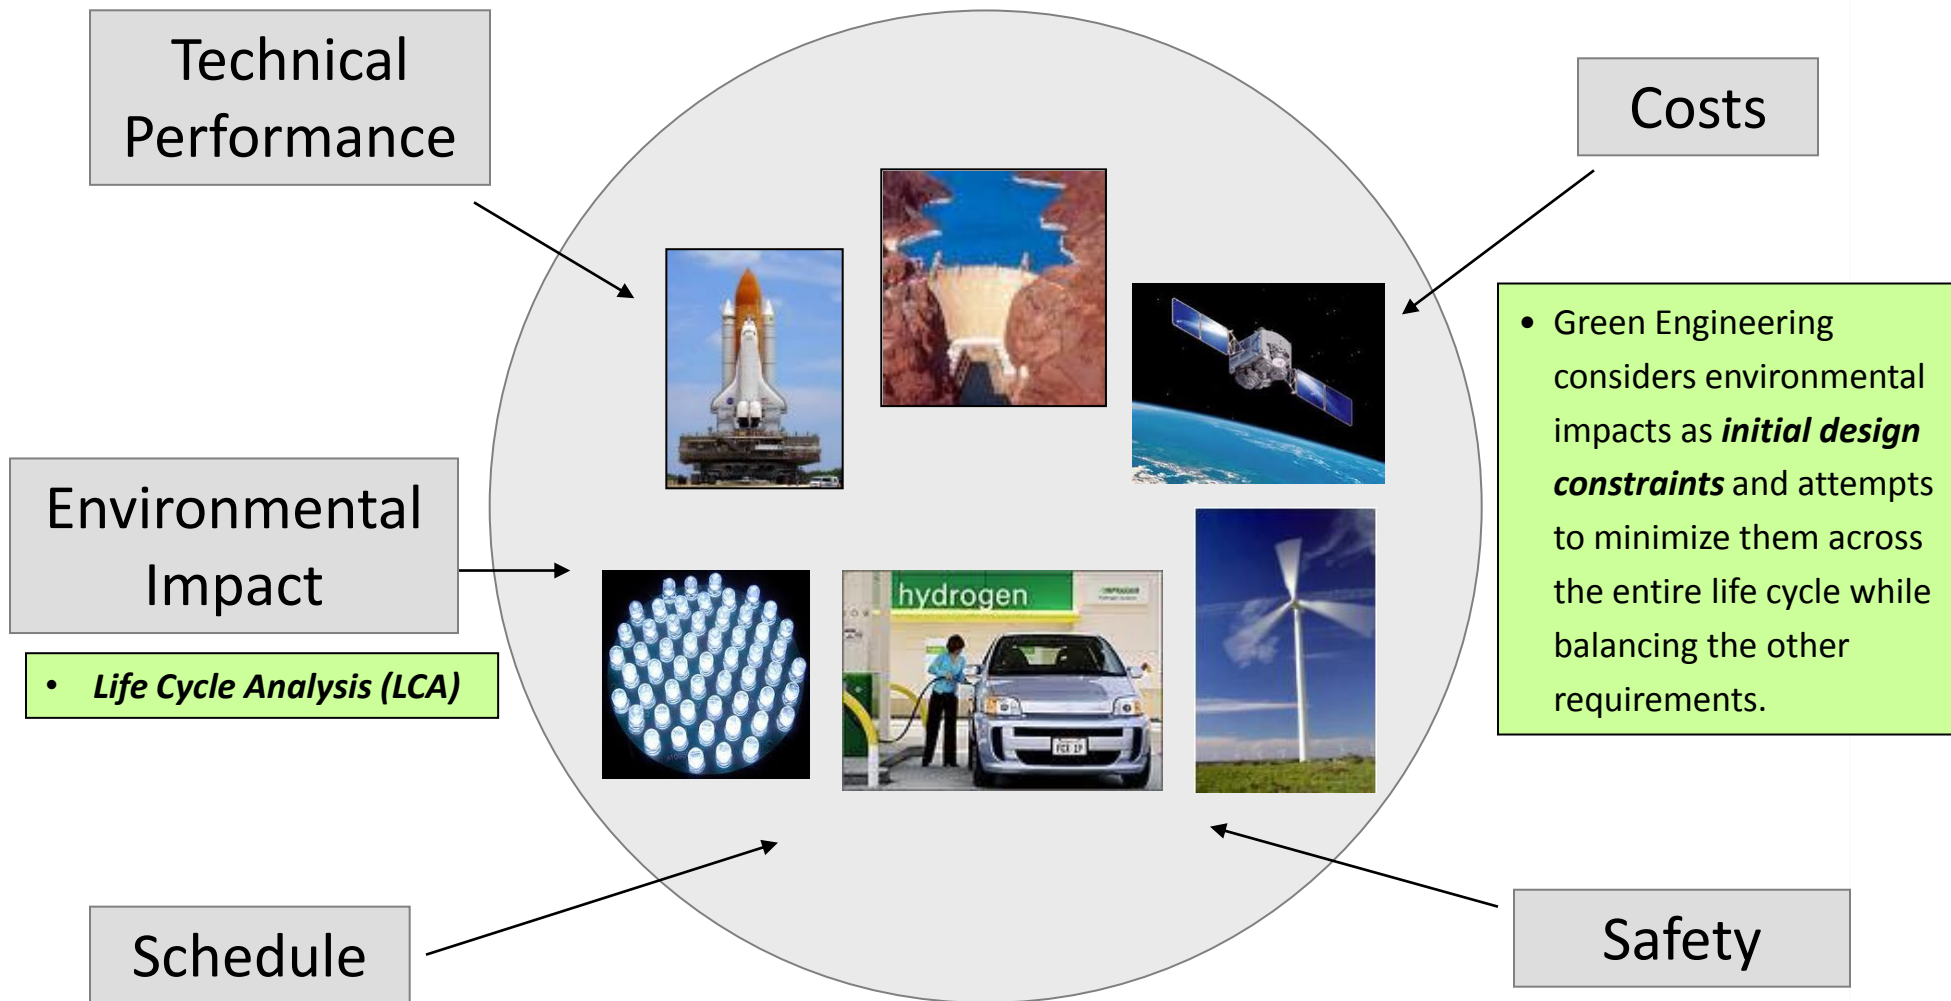 Technical
Performance
Costs
• Green Engineering
considers environmental
impacts as initial design
constraints and attempts
to minimize them across
the entire life cycle while
balancing the other
requirements.
Environmental
Impact
• Life Cycle Analysis (LCA)
hydrogen
Schedule
Safety